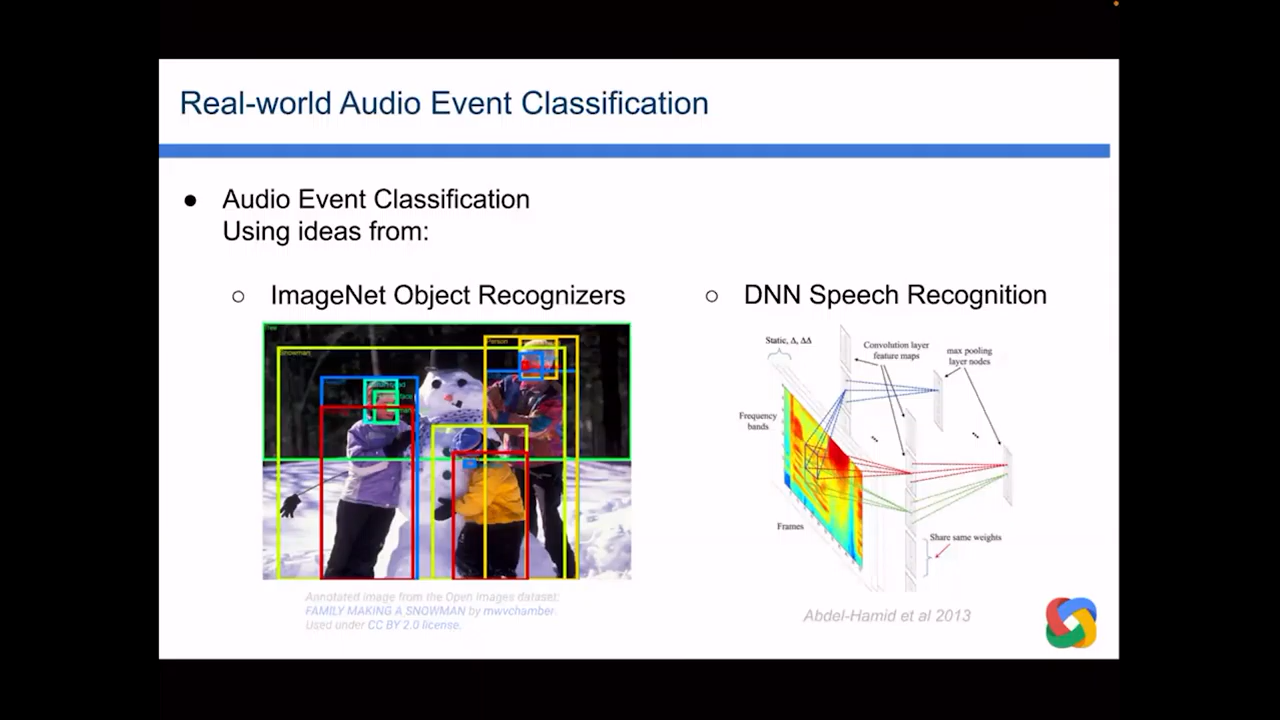 Real-world Audio Event Classification
● Audio Event Classification
Using ideas from:
○ ImageNet Object Recognizers
Tree
Snowman
Person
Annotated image from the Open Images dataset:
FAMILY MAKING A SNOWMAN by mwvchamber.
Used under CC BY 2.0 license.
○ DNN Speech Recognition
Static, Δ, ΔΔ
Convolution layer
feature maps
max pooling
layer nodes
Frequency
bands
...
...
Frames
Share same weights
Abdel-Hamid et al 2013